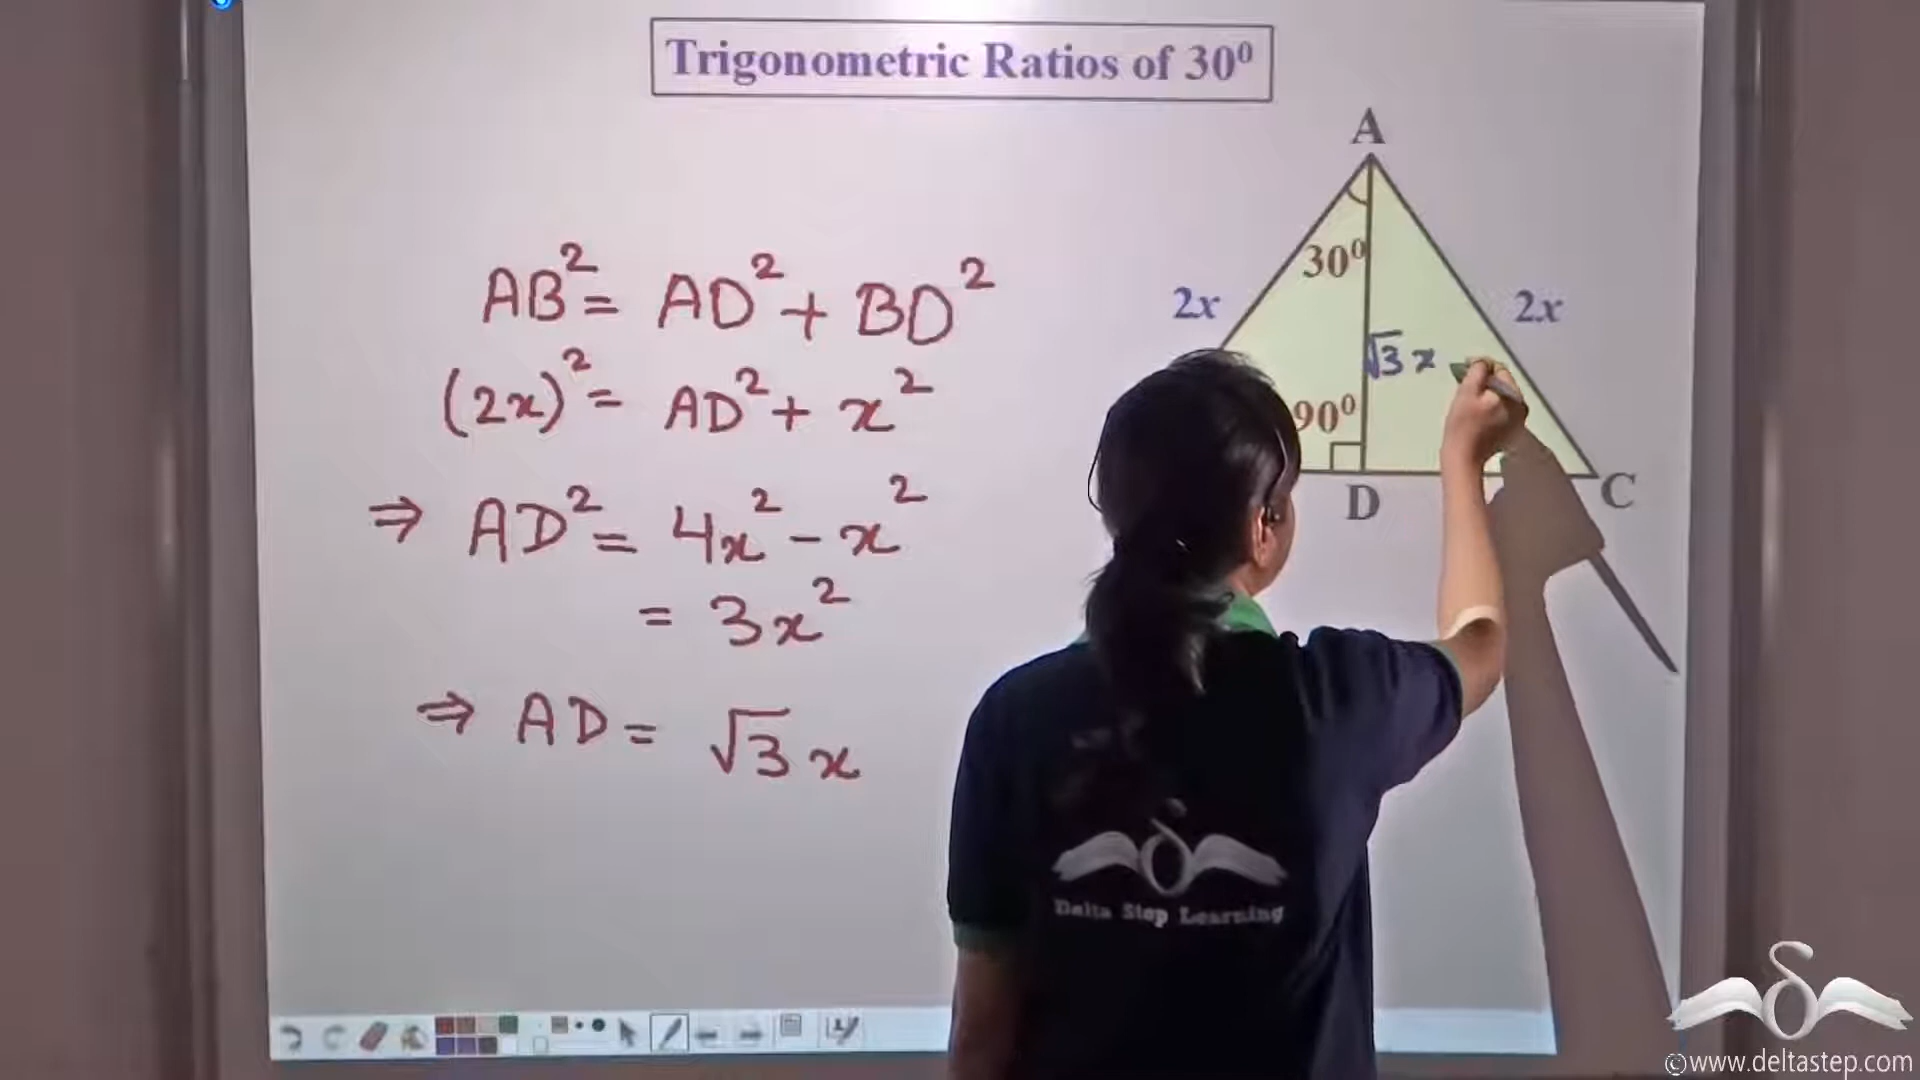 Trigonometric Ratios of 30⁰
A
30⁰
2x
2x
√3 x
90⁰
D
C
AB² = AD² + BD²
(2x)² = AD² + x²
⇒ AD² = 4x² - x²
= 3x²
⇒ AD = √3 x
Delta Step Learning
©www.deltastep.com